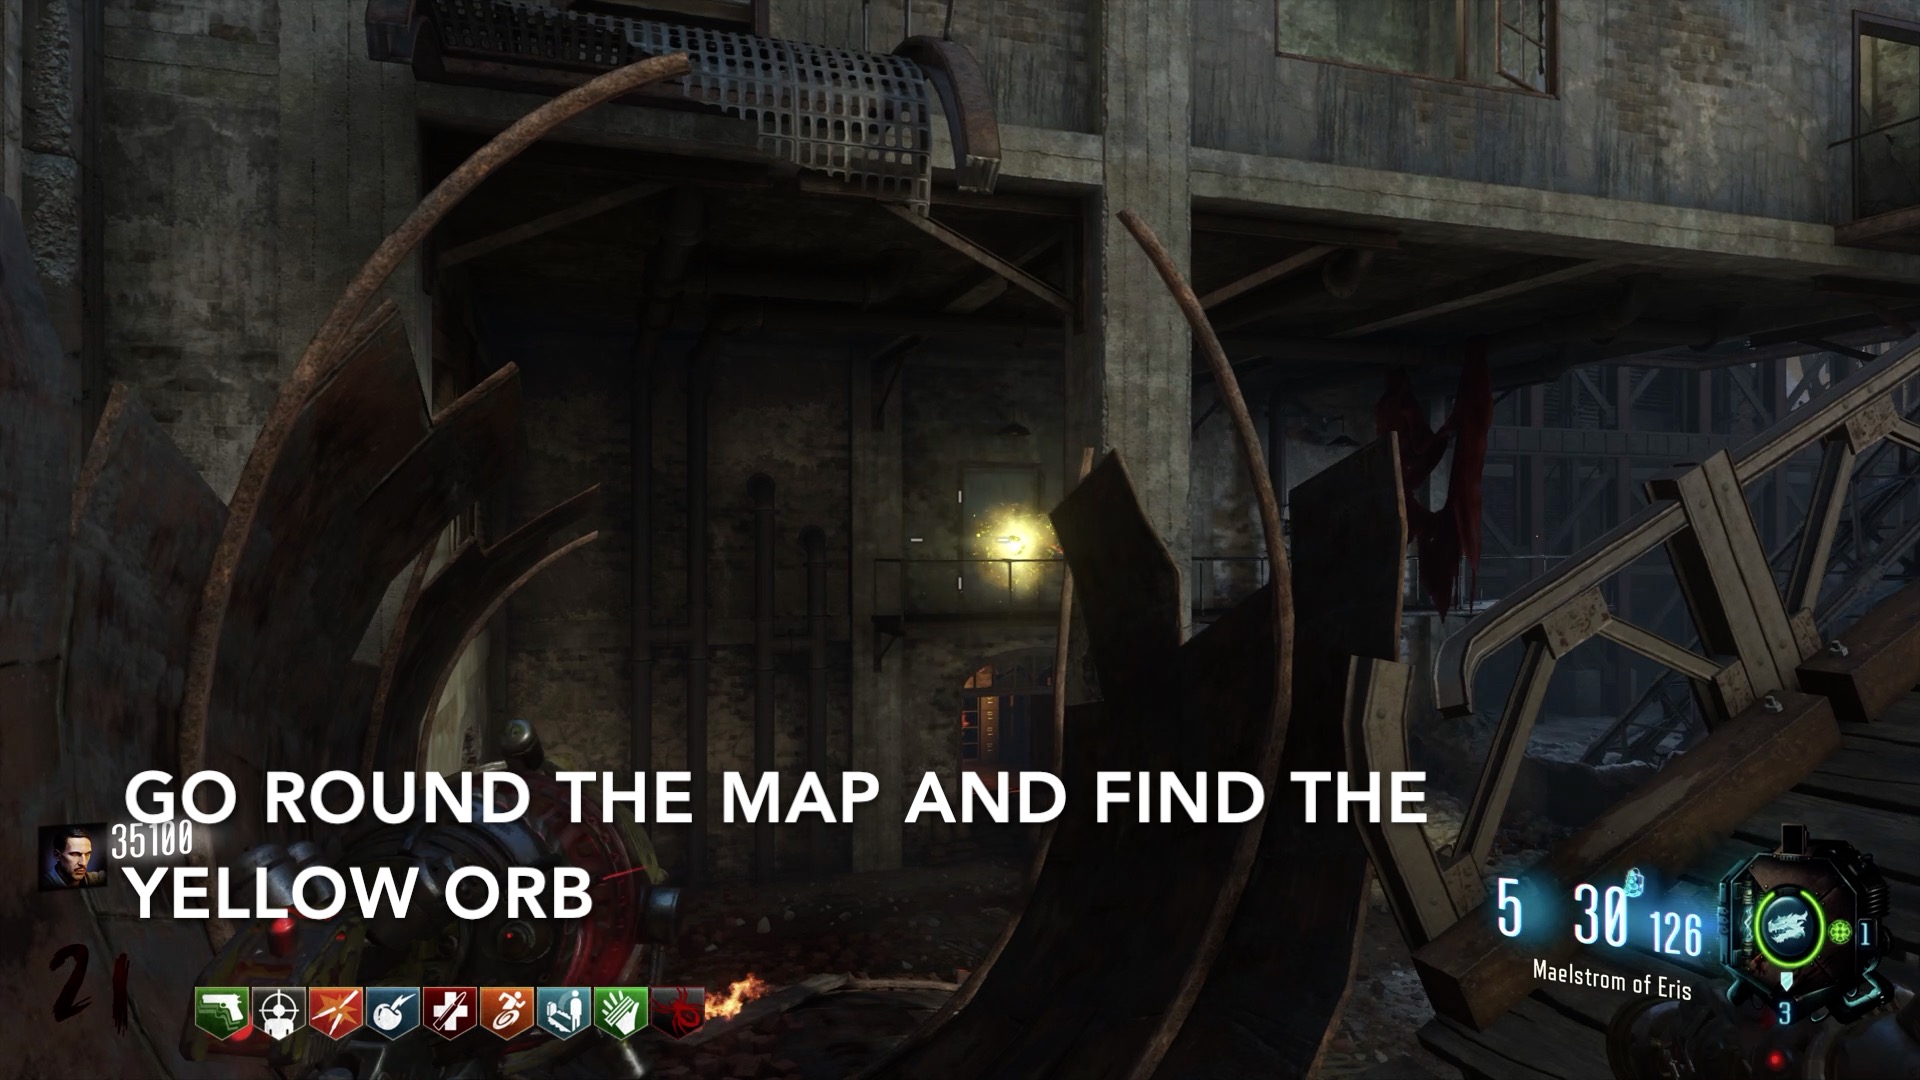 GO ROUND THE MAP AND FIND THE
35100
YELLOW ORB
5 30 126
1
Maelstrom of Eris
21
3